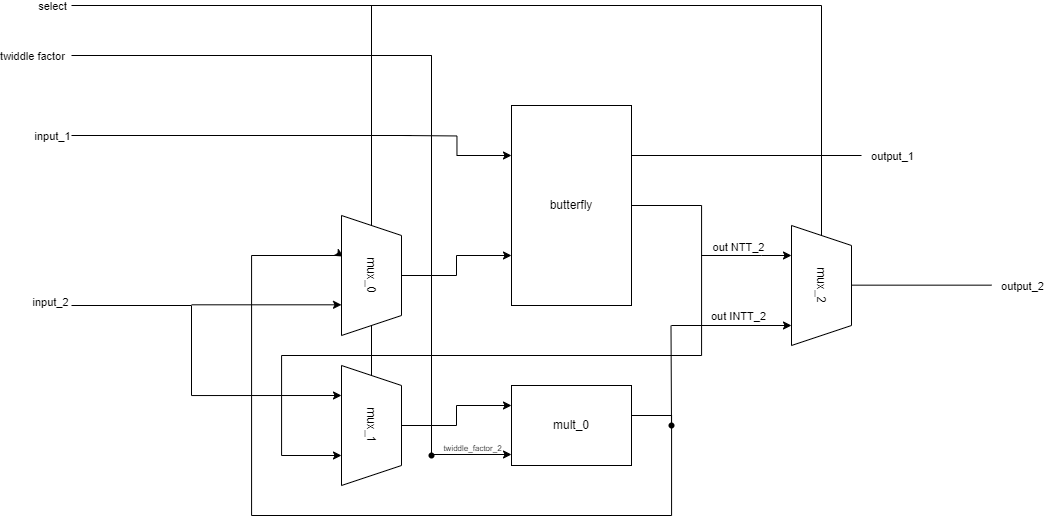 select
twiddle factor
input_1
output_1
butterfly
out NTT_2
mux_0
mux_2
output_2
input_2
out INTT_2
mux_1
mult_0
twiddle_factor_2